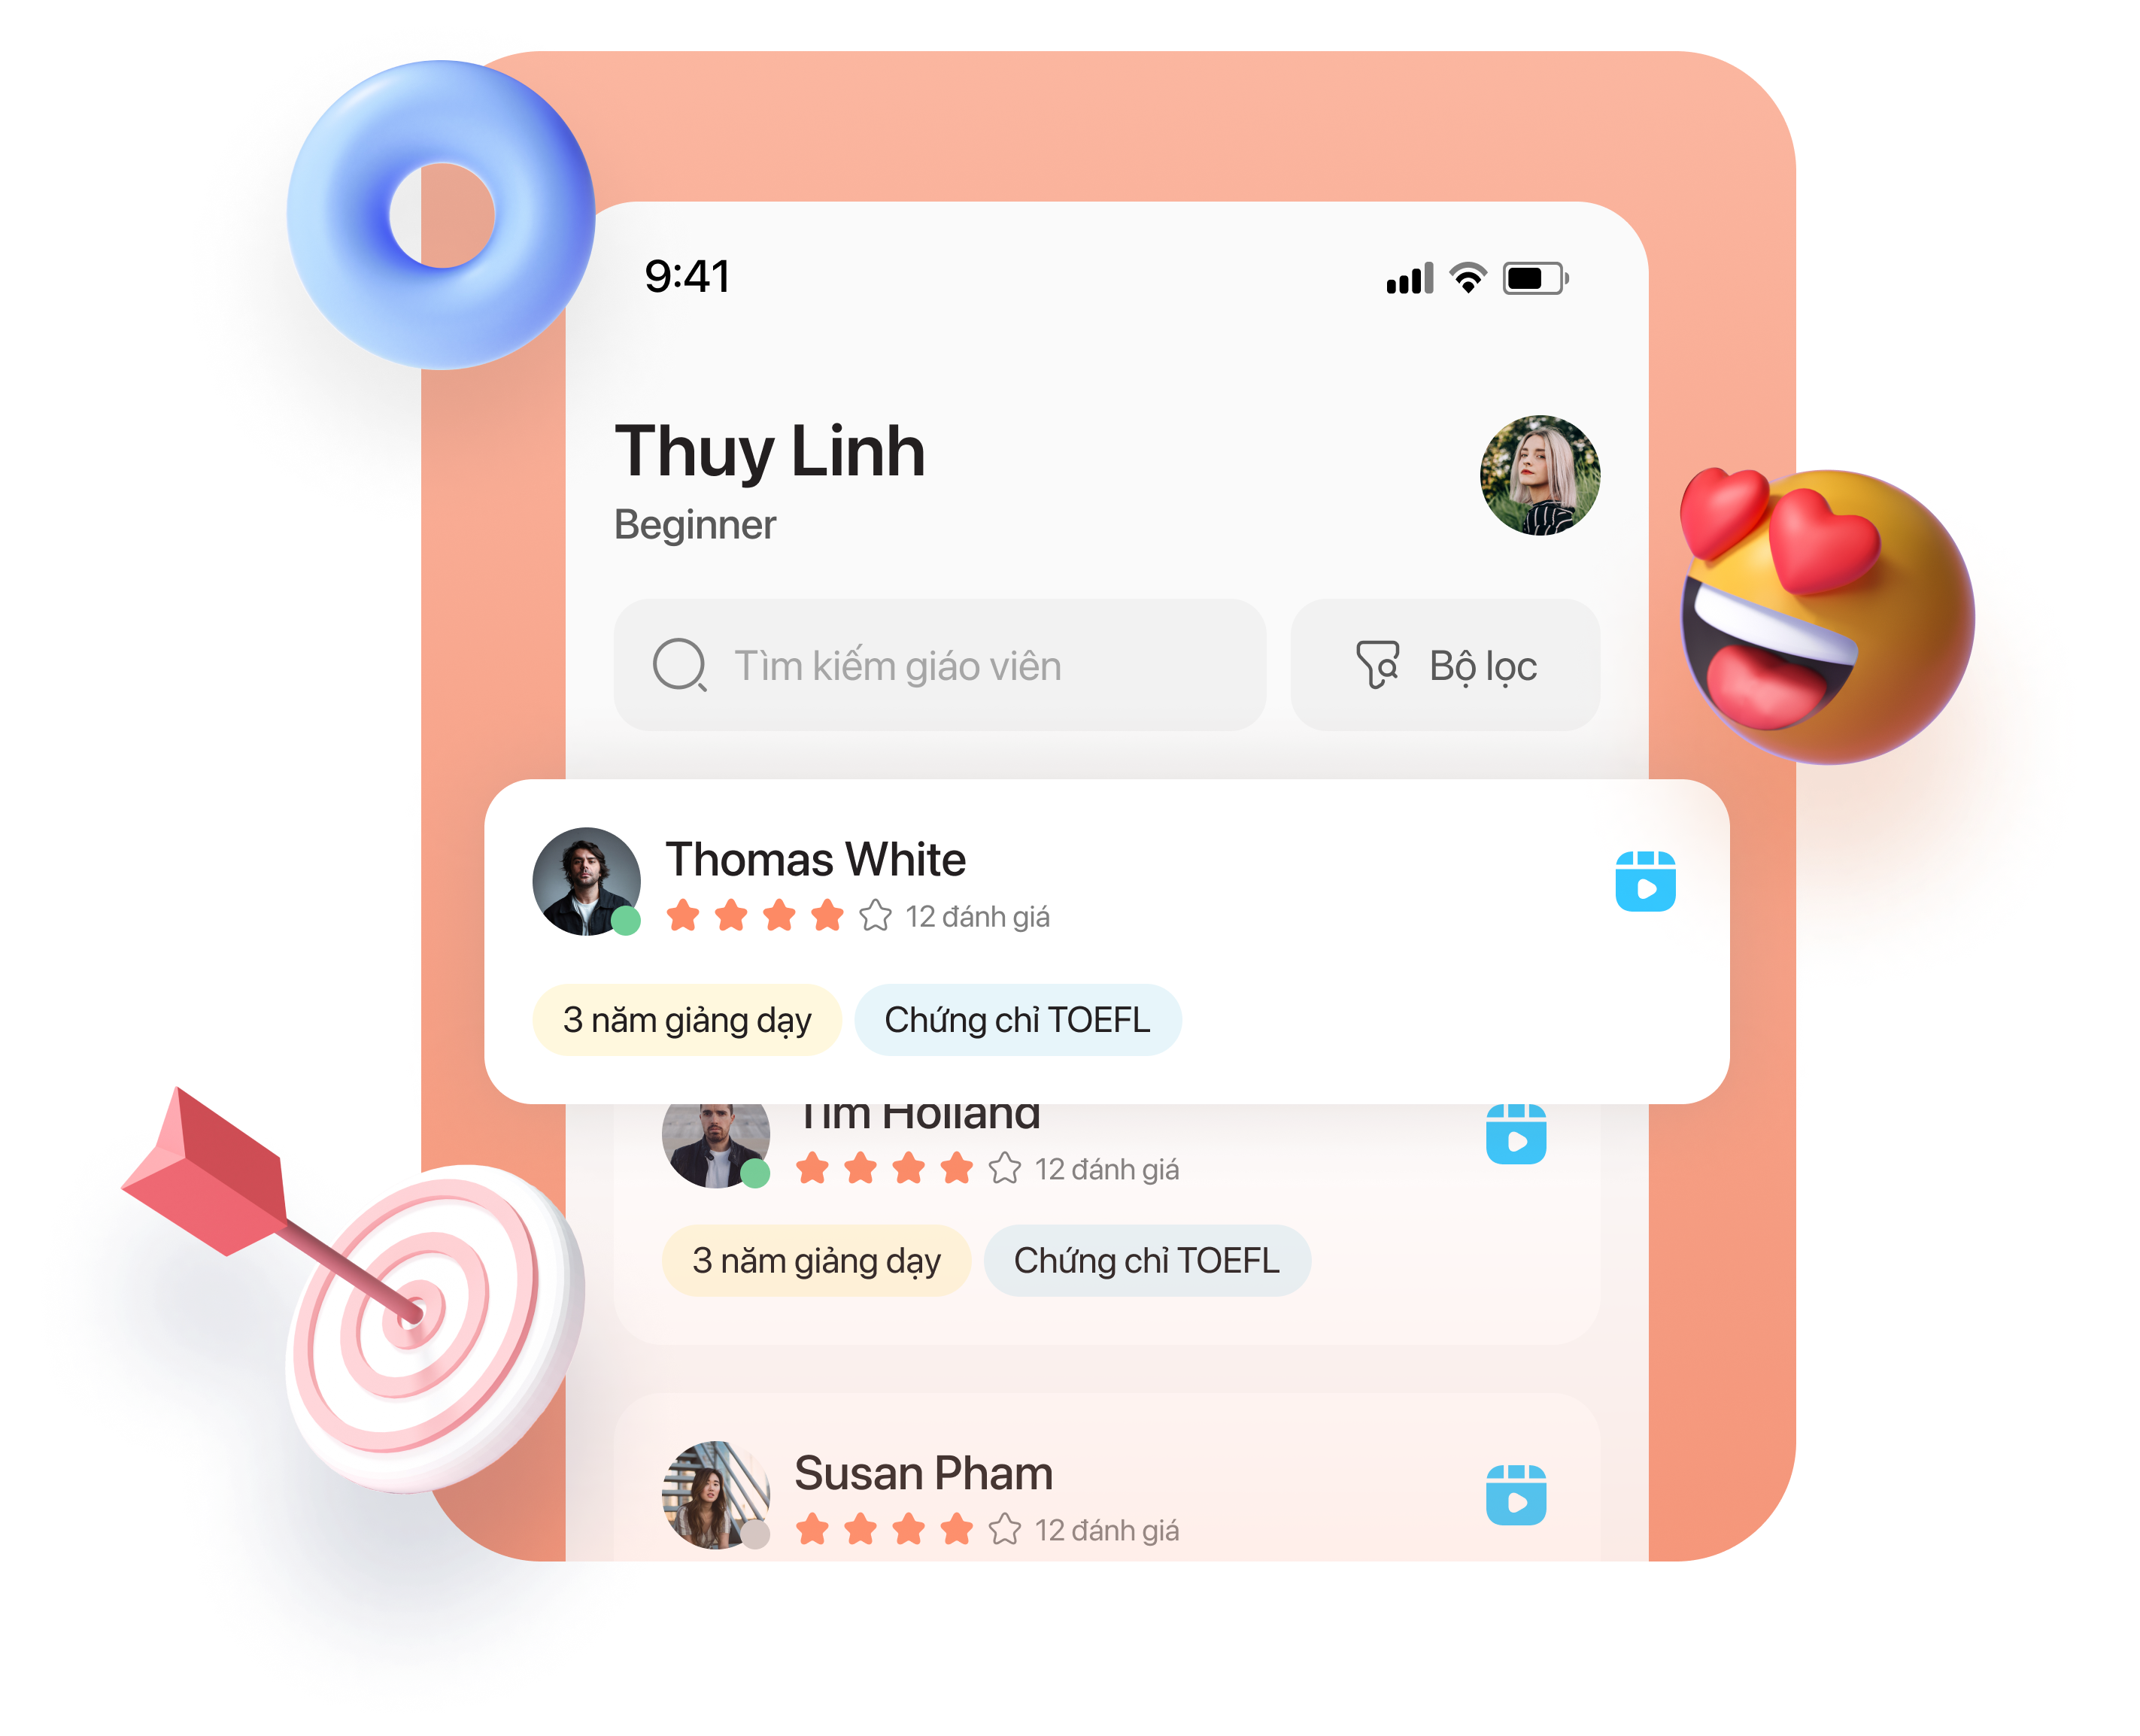 9:41
Thuy Linh
Beginner
Tìm kiếm giáo viên
Bộ lọc
Thomas White
12 đánh giá
3 năm giảng dạy
Chứng chỉ TOEFL
Tim Holland
12 đánh giá
3 năm giảng dạy
Chứng chỉ TOEFL
Susan Pham
12 đánh giá